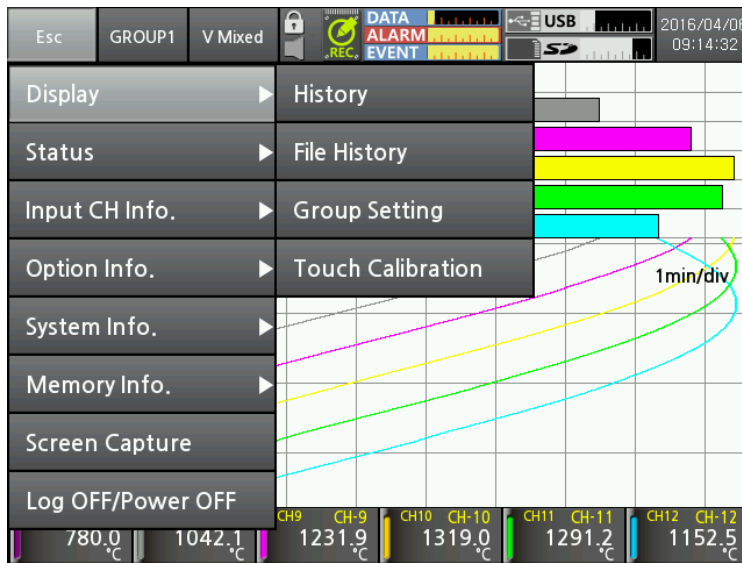 Esc GROUP1 V Mixed REC. DATA ALARM EVENT USB SD 2016/04/06
09:14:32
Display
Status
Input CH Info.
Option Info.
System Info.
Memory Info.
Screen Capture
Log OFF/Power OFF
History
File History
Group Setting
Touch Calibration
1min/div
CH9 CH-9 CH10 CH-10 CH11 CH-11 CH12 CH-12
780.0 1042.1 1231.9 1319.0 1291.2 1152.5
°C °C °C °C °C °C